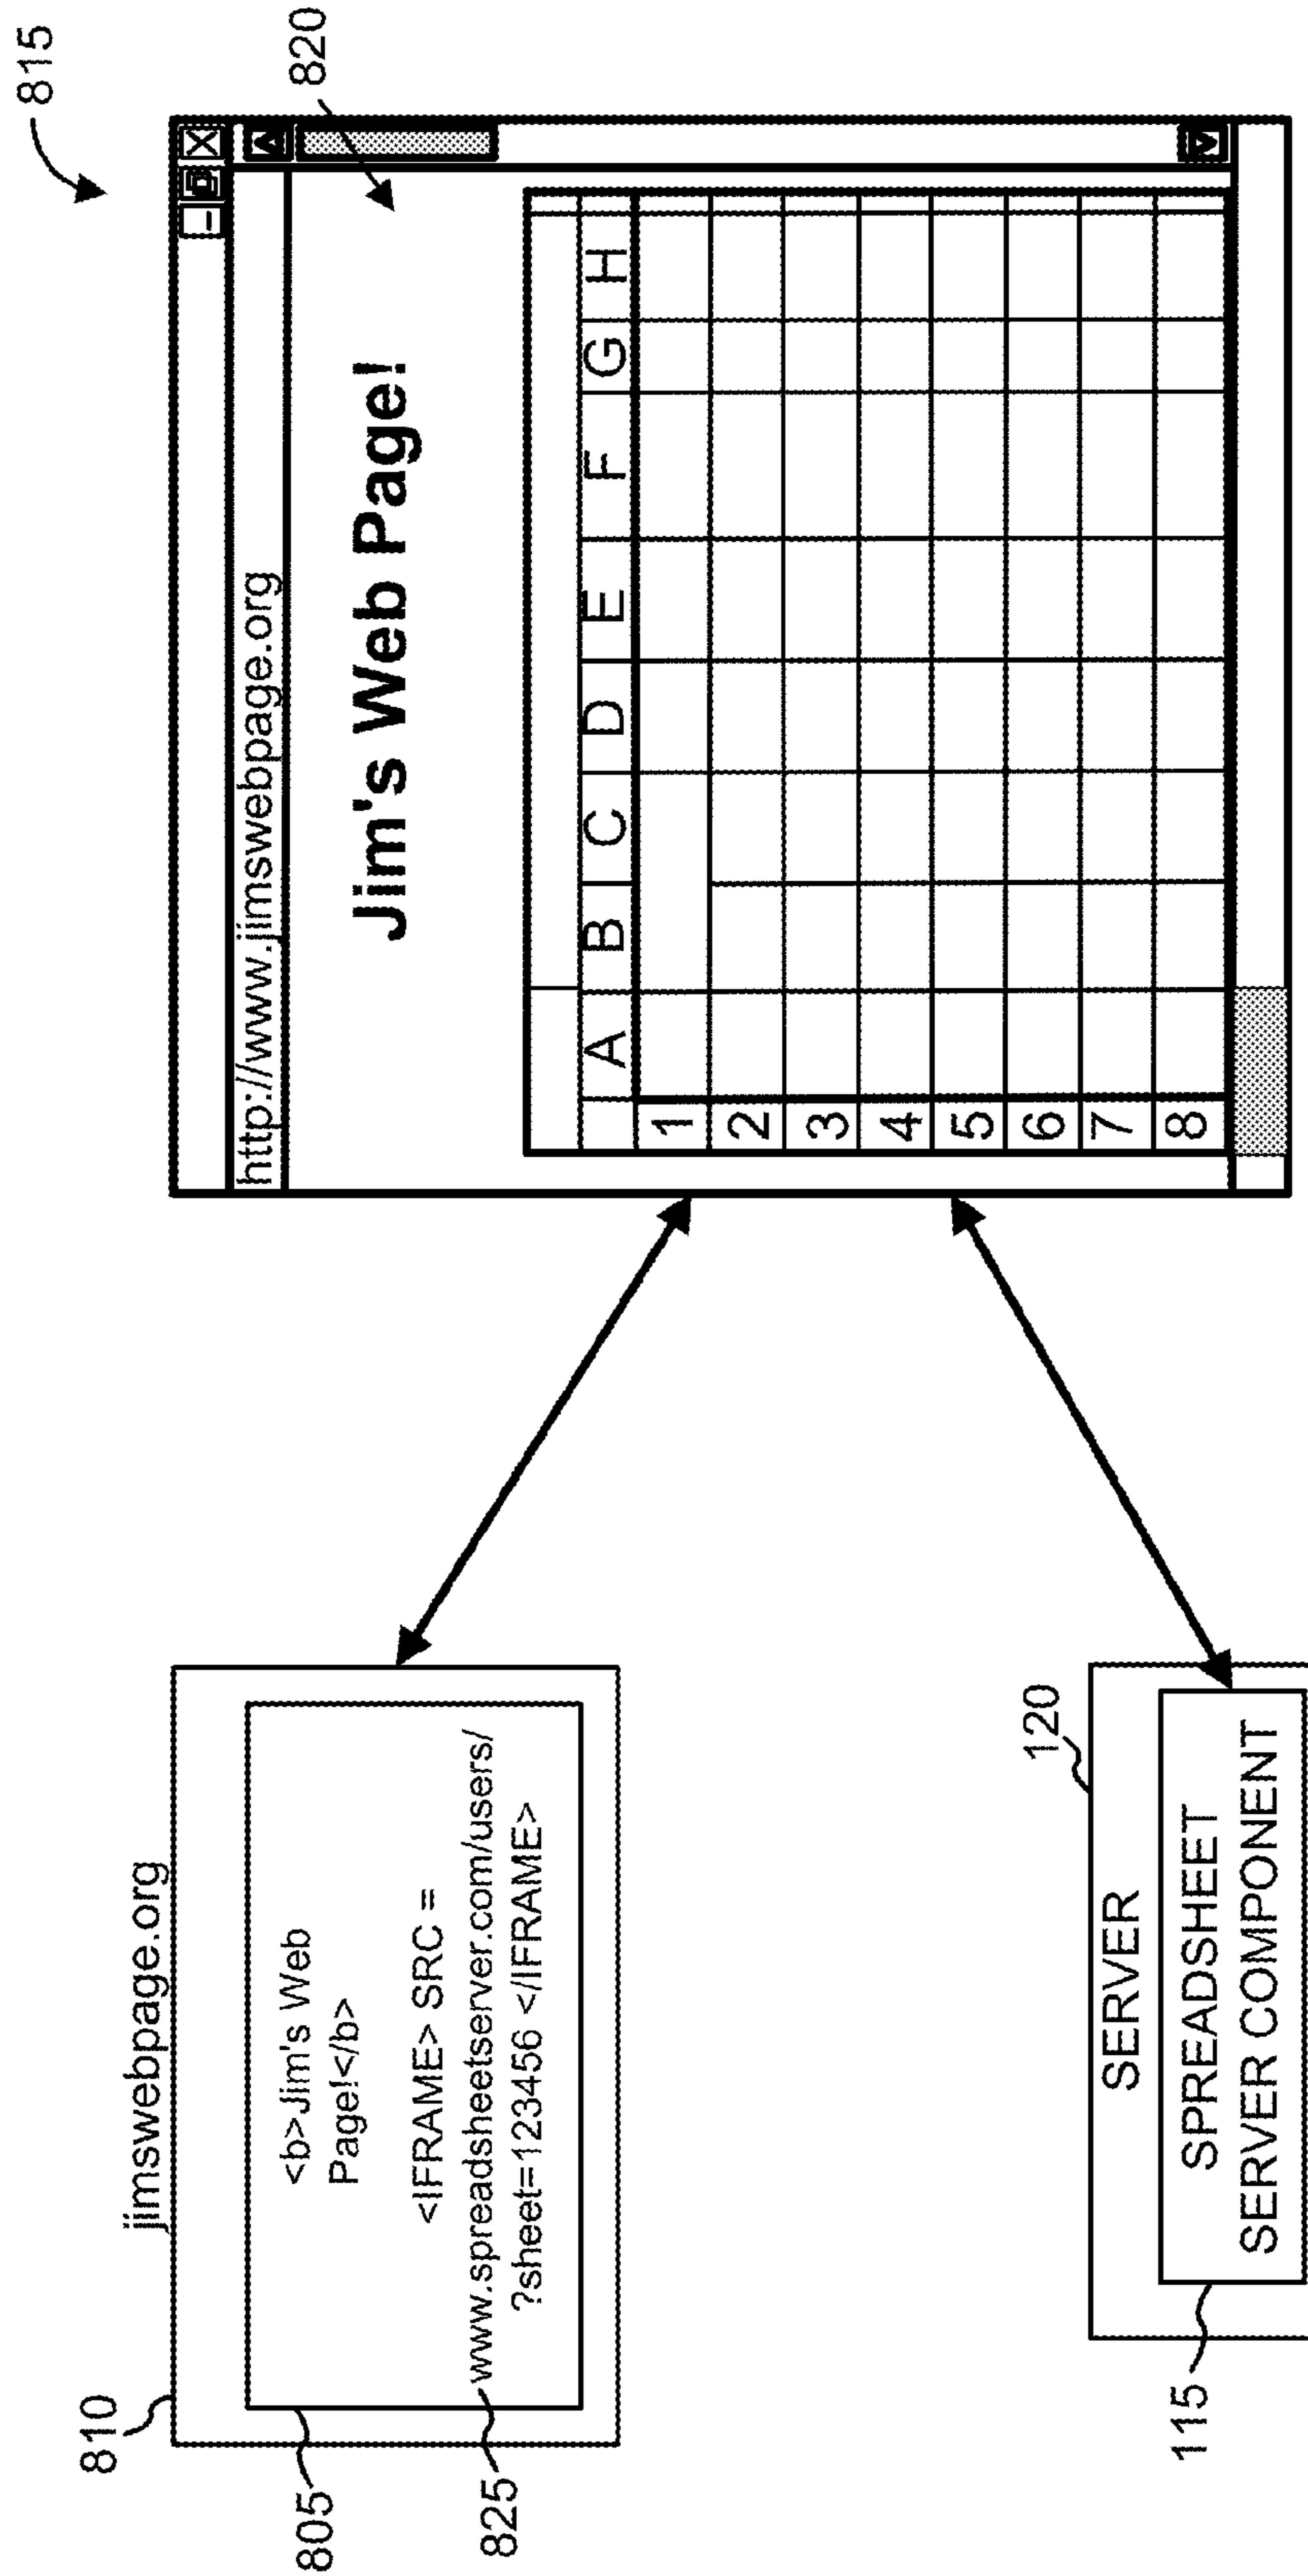 815
820
http://www.jimswebpage.org
Jim's Web Page!
A B C D E F G H
1
2
3
4
5
6
7
8
810
jimswebpage.org
<b>Jim's Web
Page!</b>
<IFRAME> SRC =
www.spreadsheetserver.com/users/
?sheet=123456 </IFRAME>
805
825
120
SERVER
SPREADSHEET
SERVER COMPONENT
115